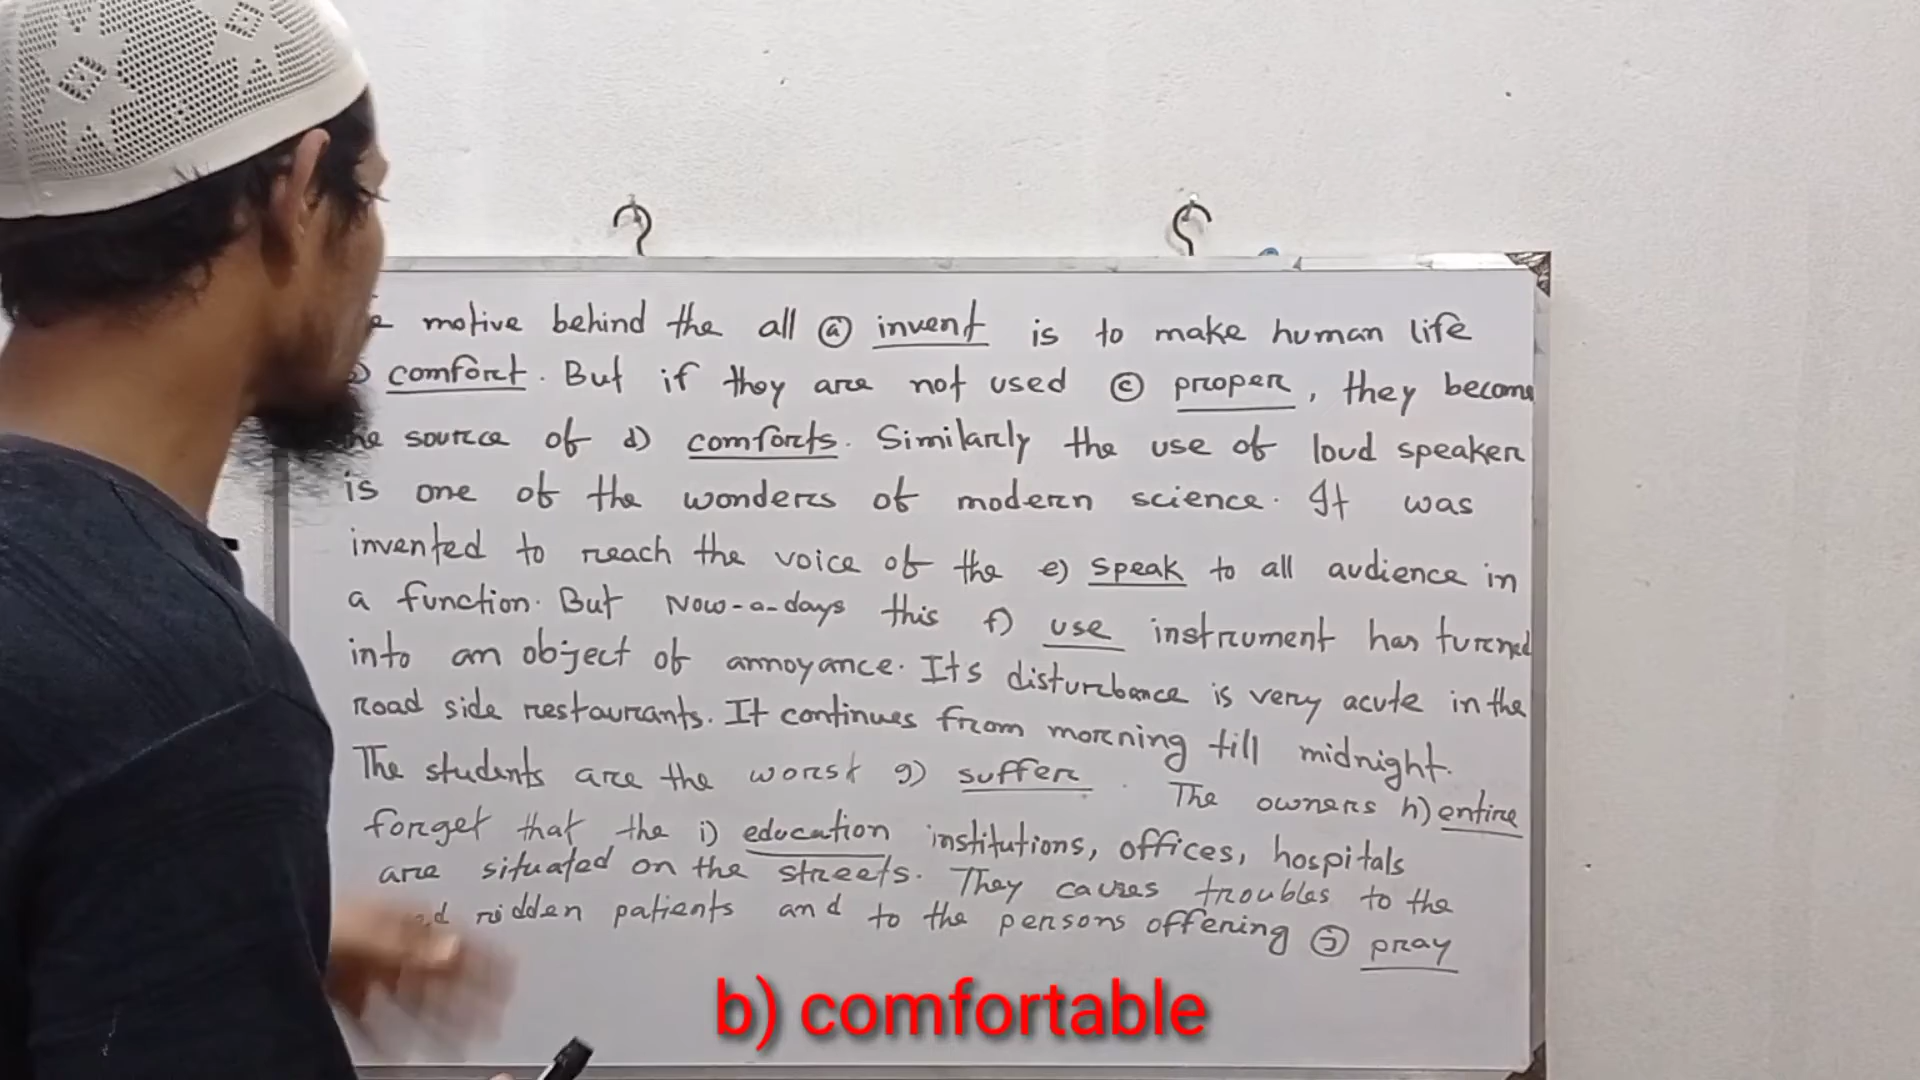 motive behind the all ⓐ invent is to make human life
comfort. But if they are not used ⓒ proper, they become
source of d) comforts. Similarly the use of loud speaker
is one of the wonders of modern science. It was
invented to reach the voice of the e) speak to all audience in
a function. But Now-a-days this f) use instrument has turned
into an object of annoyance. Its disturbance is very acute in the
Road side restaurants. It continues from morning till midnight.
The students are the worst g) suffer. The owners h) entire
forget that the i) education institutions, offices, hospitals
are situated on the streets. They causes troubles to the
ridden patients and to the persons offering ⓙ pray
b) comfortable